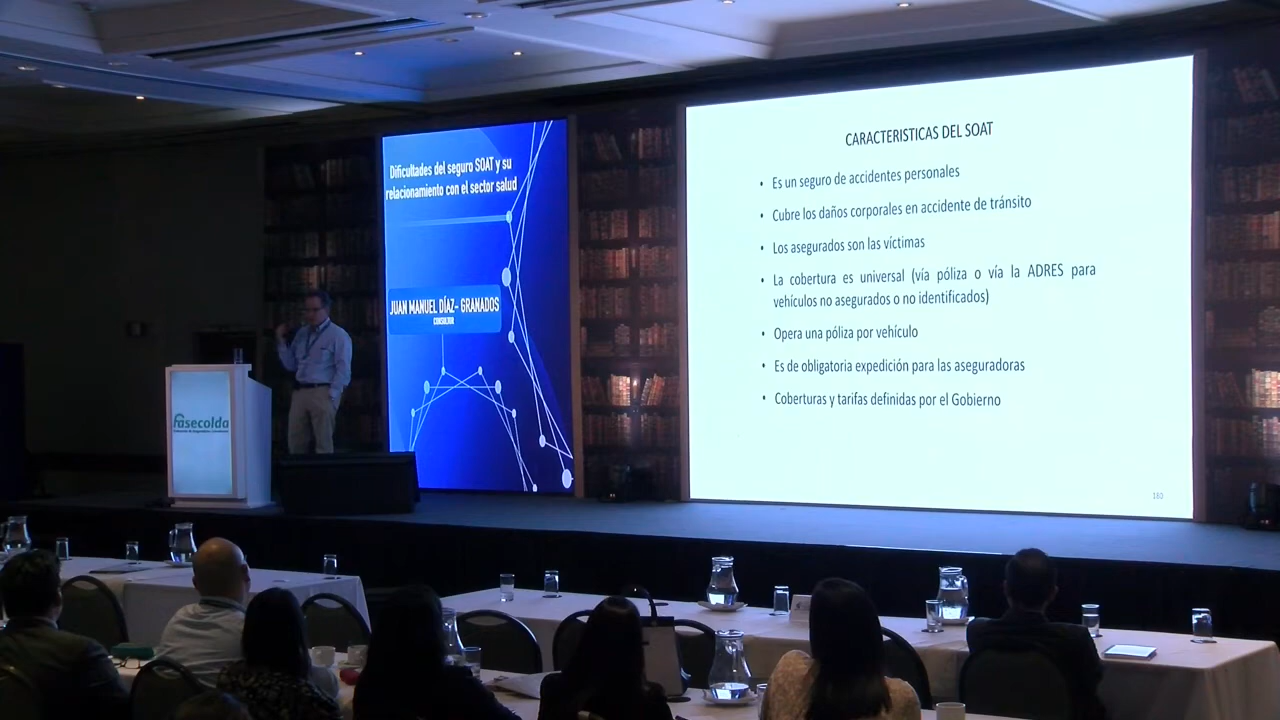 Dificultades del seguro SOAT y su
relacionamiento con el sector salud
JUAN MANUEL DÍAZ- GRANADOS
CONSULTOR
fasecolda
CARACTERISTICAS DEL SOAT
• Es un seguro de accidentes personales
• Cubre los daños corporales en accidente de tránsito
• Los asegurados son las víctimas
• La cobertura es universal (vía póliza o vía la ADRES para
vehículos no asegurados o no identificados)
• Opera una póliza por vehículo
• Es de obligatoria expedición para las aseguradoras
• Coberturas y tarifas definidas por el Gobierno